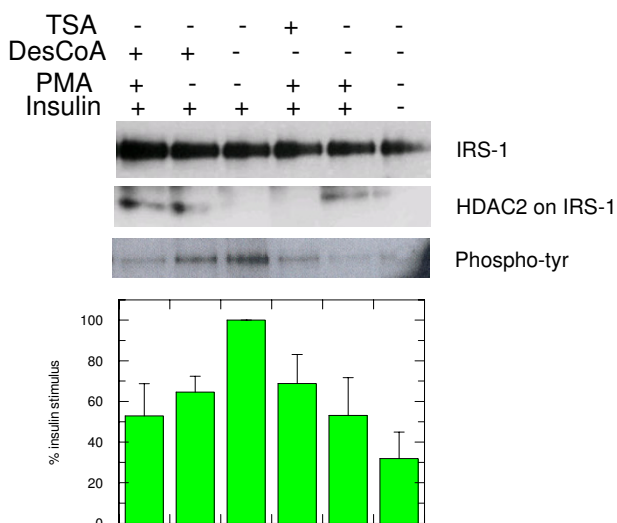 TSA - - - + - -
DesCoA + + - - - -
PMA + - - + + -
Insulin + + + + + -
IRS-1
HDAC2 on IRS-1
Phospho-tyr
% insulin stimulus
100
80
60
40
20
0